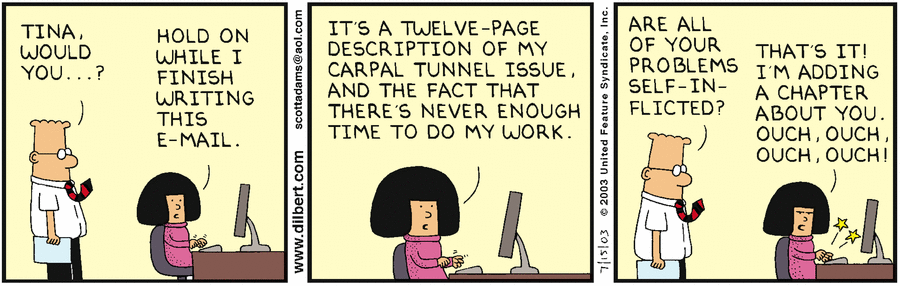 TINA,
WOULD
YOU...?
HOLD ON
WHILE I
FINISH
WRITING
THIS
E-MAIL.
www.dilbert.com scottadams@aol.com
IT'S A TWELVE-PAGE
DESCRIPTION OF MY
CARPAL TUNNEL ISSUE,
AND THE FACT THAT
THERE'S NEVER ENOUGH
TIME TO DO MY WORK.
7/15/03 © 2003 United Feature Syndicate, Inc.
ARE ALL
OF YOUR
PROBLEMS
SELF-IN-
FLICTED?
THAT'S IT!
I'M ADDING
A CHAPTER
ABOUT YOU.
OUCH, OUCH,
OUCH, OUCH!